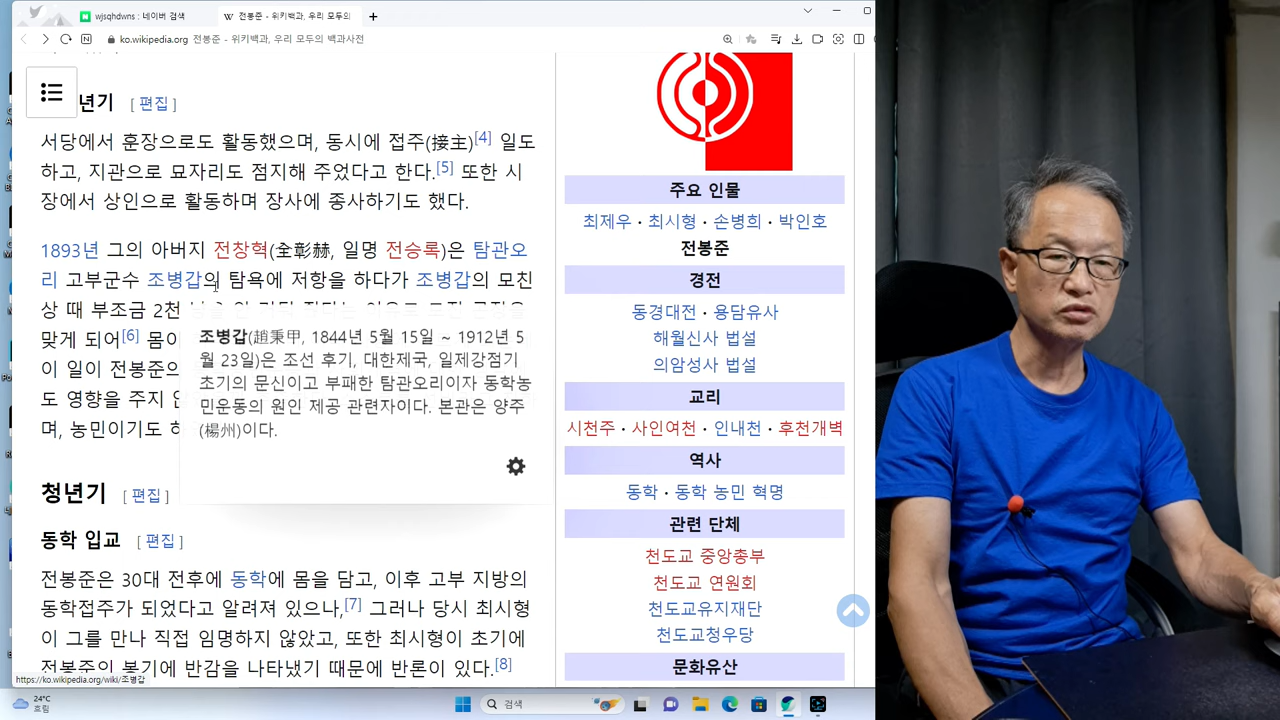 wjsqhdwns : 네이버 검색
W 전봉준 - 위키백과, 우리 모두의
ko.wikipedia.org 전봉준 - 위키백과, 우리 모두의 백과사전
년기 [ 편집 ]
서당에서 훈장으로도 활동했으며, 동시에 접주(接主)[4] 일도
하고, 지관으로 묘자리도 점지해 주었다고 한다.[5] 또한 시
장에서 상인으로 활동하며 장사에 종사하기도 했다.
1893년 그의 아버지 전창혁(全彰赫, 일명 전승록)은 탐관오
리 고부군수 조병갑의 탐욕에 저항을 하다가 조병갑의 모친
상 때 부조금 2천
맞게 되어[6] 몸이
이 일이 전봉준의
도 영향을 주지
며, 농민이기도
조병갑(趙秉甲, 1844년 5월 15일 ~ 1912년 5
월 23일)은 조선 후기, 대한제국, 일제강점기
초기의 문신이고 부패한 탐관오리이자 동학농
민운동의 원인 제공 관련자이다. 본관은 양주
(楊州)이다.
청년기 [ 편집 ]
동학 입교 [ 편집 ]
전봉준은 30대 전후에 동학에 몸을 담고, 이후 고부 지방의
동학접주가 되었다고 알려져 있으나,[7] 그러나 당시 최시형
이 그를 만나 직접 임명하지 않았고, 또한 최시형이 초기에
전봉준의 봉기에 반감을 나타냈기 때문에 반론이 있다.[8]
https://ko.wikipedia.org/wiki/조병갑
주요 인물
최제우 · 최시형 · 손병희 · 박인호
전봉준
경전
동경대전 · 용담유사
해월신사 법설
의암성사 법설
교리
시천주 · 사인여천 · 인내천 · 후천개벽
역사
동학 · 동학 농민 혁명
관련 단체
천도교 중앙총부
천도교 연원회
천도교유지재단
천도교청우당
문화유산
24°C
흐림
검색